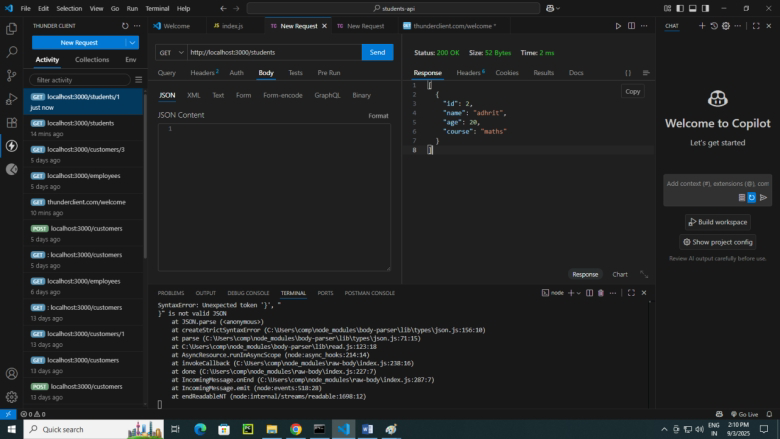 File Edit Selection View Go Run Terminal Help
students-api
THUNDER CLIENT
New Request
Activity Collections Env
filter activity
GET localhost:3000/students/1
just now
GET localhost:3000/students
14 mins ago
GET localhost:3000/customers/3
5 days ago
GET localhost:3000/employees
5 days ago
GET thunderclient.com/welcome
10 mins ago
POST localhost:3000/customers
5 days ago
GET : localhost:3000/customers
5 days ago
GET localhost:3000/employees
6 days ago
GET : localhost:3000/customers
13 days ago
GET localhost:3000/customers/1
13 days ago
GET localhost:3000/customers
13 days ago
GET localhost:3000/customers
13 days ago
Welcome JS index.js TC New Request TC New Request thunderclient.com/welcome
GET http://localhost:3000/students Send
Query Headers 2 Auth Body Tests Pre Run
JSON XML Text Form Form-encode GraphQL Binary
JSON Content Format
1
Status: 200 OK Size: 52 Bytes Time: 2 ms
Response Headers 6 Cookies Results Docs { }
Copy
1 [
2 {
3 "id": 2,
4 "name": "adhrit",
5 "age": 20,
6 "course": "maths"
7 }
8 ]
Response Chart
PROBLEMS OUTPUT DEBUG CONSOLE TERMINAL PORTS POSTMAN CONSOLE
node
SyntaxError: Unexpected token '}', "
}" is not valid JSON
at JSON.parse (<anonymous>)
at createStrictSyntaxError (C:\Users\comp\node_modules\body-parser\lib\types\json.js:156:10)
at parse (C:\Users\comp\node_modules\body-parser\lib\types\json.js:71:15)
at C:\Users\comp\node_modules\body-parser\lib\read.js:123:18
at AsyncResource.runInAsyncScope (node:async_hooks:214:14)
at invokeCallback (C:\Users\comp\node_modules\raw-body\index.js:238:16)
at done (C:\Users\comp\node_modules\raw-body\index.js:227:7)
at IncomingMessage.onEnd (C:\Users\comp\node_modules\raw-body\index.js:287:7)
at IncomingMessage.emit (node:events:518:28)
at endReadableNT (node:internal/streams/readable:1698:12)
CHAT
Welcome to Copilot
Let's get started
Add context (#), extensions (@), com
Build workspace
Show project config
Review AI output carefully before use.
0 0
Go Live
Quick search
ENG
IN
2:10 PM
9/3/2025